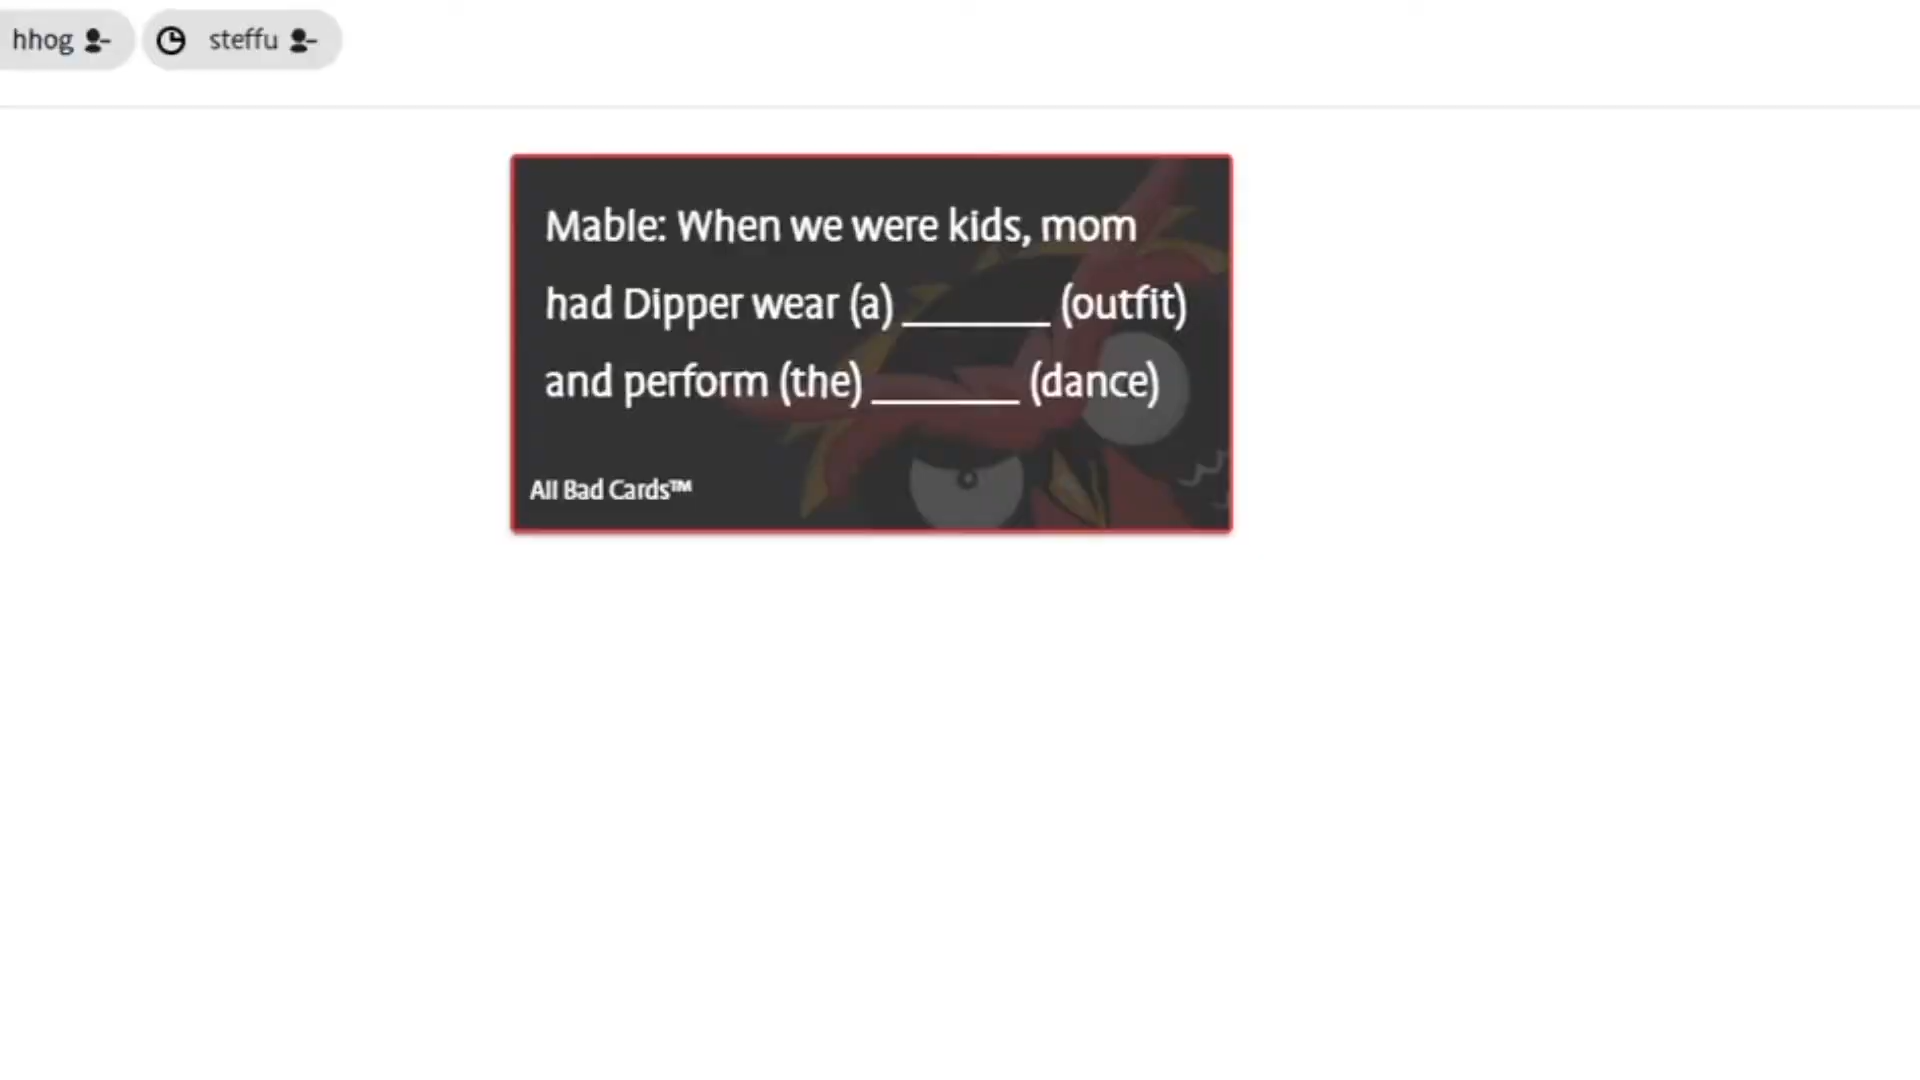 hhog steffu
Mable: When we were kids, mom
had Dipper wear (a) _______ (outfit)
and perform (the) _______ (dance)
All Bad Cards™